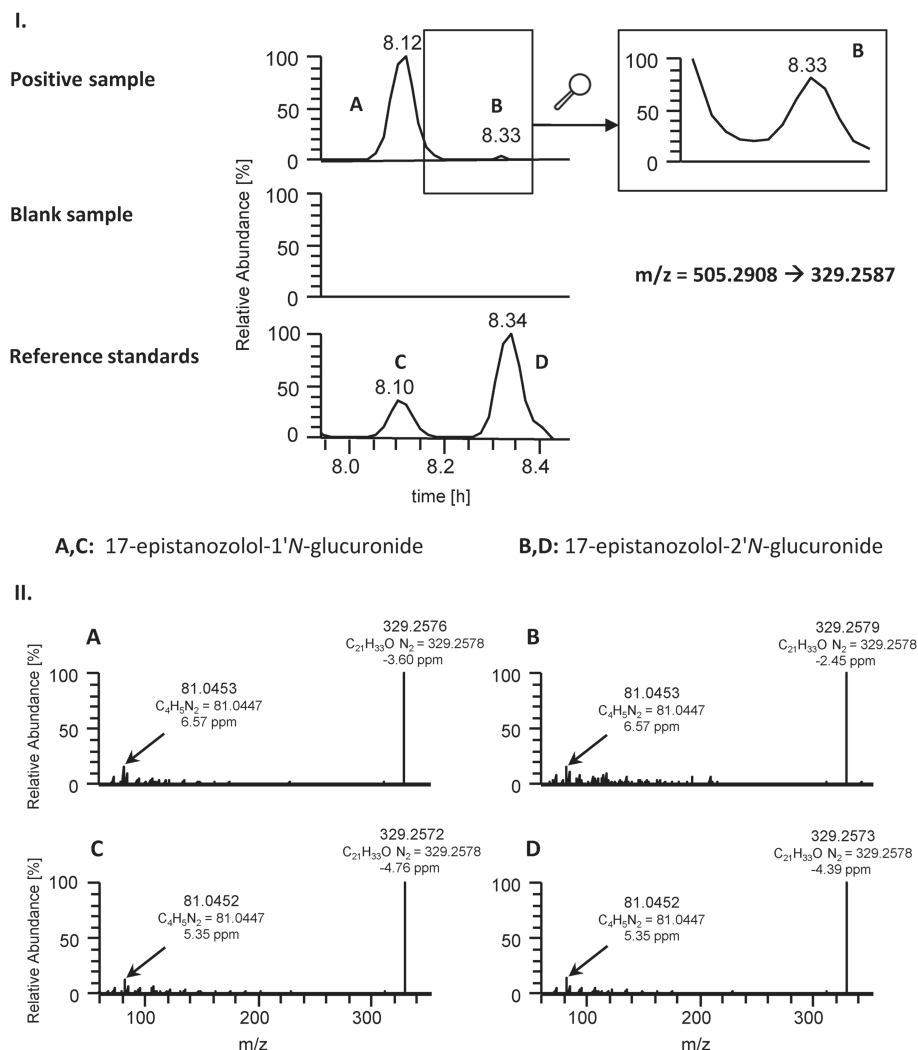 I.
Positive sample
Blank sample
Reference standards
Relative Abundance [%]
100
50
0
8.12
A
B
8.33
100
50
0
B
8.33
100
50
0
m/z = 505.2908 → 329.2587
100
50
0
8.10
C
8.34
D
8.0
8.2
8.4
time [h]
A,C: 17-epistanozolol-1'N-glucuronide
B,D: 17-epistanozolol-2'N-glucuronide
II.
Relative Abundance [%]
A
100
50
0
81.0453
C₄H₅N₂ = 81.0447
6.57 ppm
329.2576
C₂₁H₃₃O N₂ = 329.2578
-3.60 ppm
B
100
50
0
81.0453
C₄H₅N₂ = 81.0447
6.57 ppm
329.2579
C₂₁H₃₃O N₂ = 329.2578
-2.45 ppm
Relative Abundance [%]
C
100
50
0
81.0452
C₄H₅N₂ = 81.0447
5.35 ppm
329.2572
C₂₁H₃₃O N₂ = 329.2578
-4.76 ppm
100
200
300
m/z
D
100
50
0
81.0452
C₄H₅N₂ = 81.0447
5.35 ppm
329.2573
C₂₁H₃₃O N₂ = 329.2578
-4.39 ppm
100
200
300
m/z